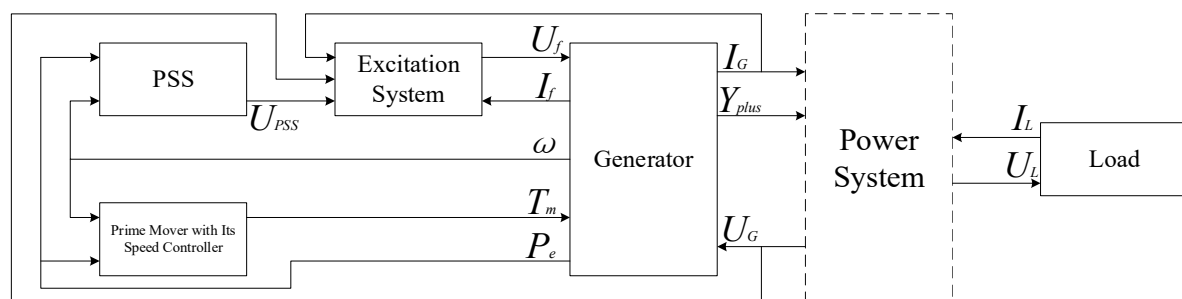 PSS
Excitation
System
U_f
I_f
U_PSS
ω
Generator
I_G
Y_plus
Power
System
I_L
U_L
Load
Prime Mover with Its
Speed Controller
T_m
P_e
U_G